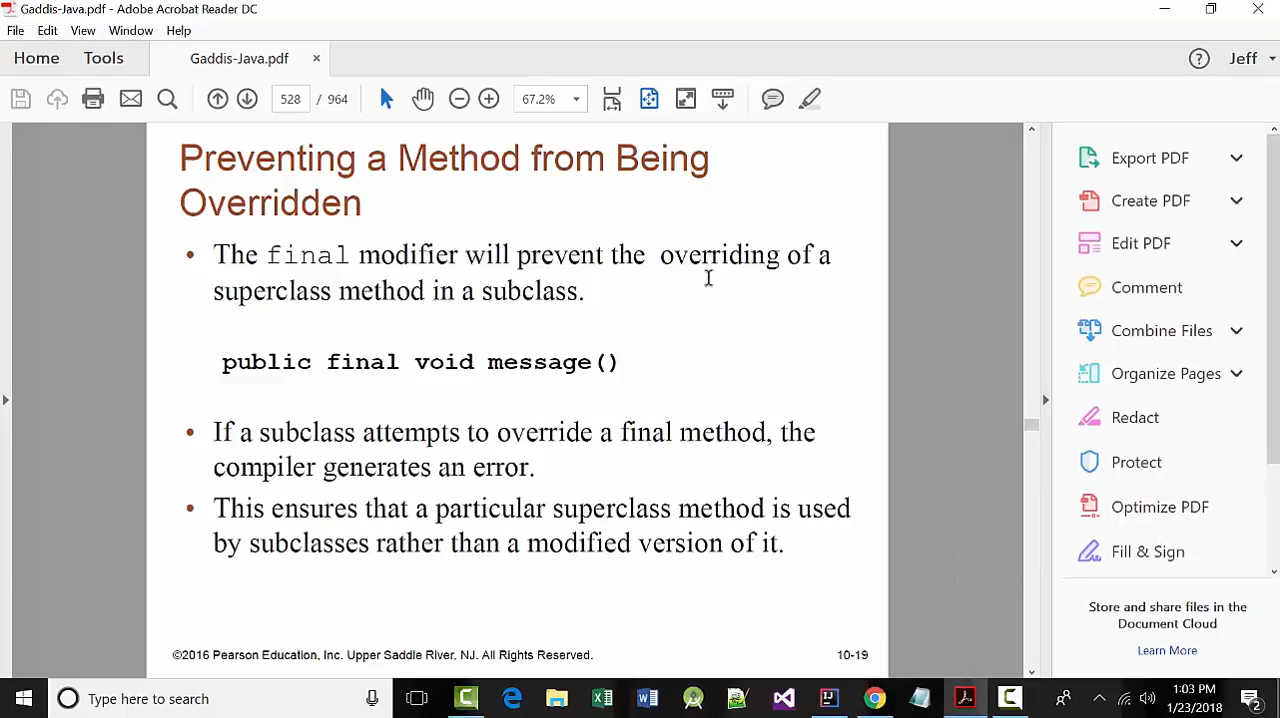 Gaddis-Java.pdf - Adobe Acrobat Reader DC
File Edit View Window Help
Home Tools Gaddis-Java.pdf × ? Jeff
528 / 964 67.2%
Preventing a Method from Being
Overridden
• The final modifier will prevent the overriding of a
superclass method in a subclass.
public final void message()
• If a subclass attempts to override a final method, the
compiler generates an error.
• This ensures that a particular superclass method is used
by subclasses rather than a modified version of it.
©2016 Pearson Education, Inc. Upper Saddle River, NJ. All Rights Reserved. 10-19
Export PDF
Create PDF
Edit PDF
Comment
Combine Files
Organize Pages
Redact
Protect
Optimize PDF
Fill & Sign
Store and share files in the
Document Cloud
Learn More
Type here to search
1:03 PM
1/23/2018
2